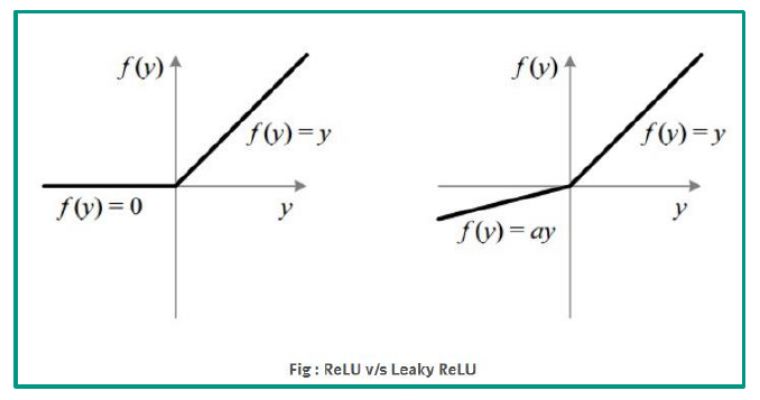 f(y)
f(y) = y
f(y) = 0
y
f(y)
f(y) = y
f(y) = ay
y
Fig : ReLU v/s Leaky ReLU